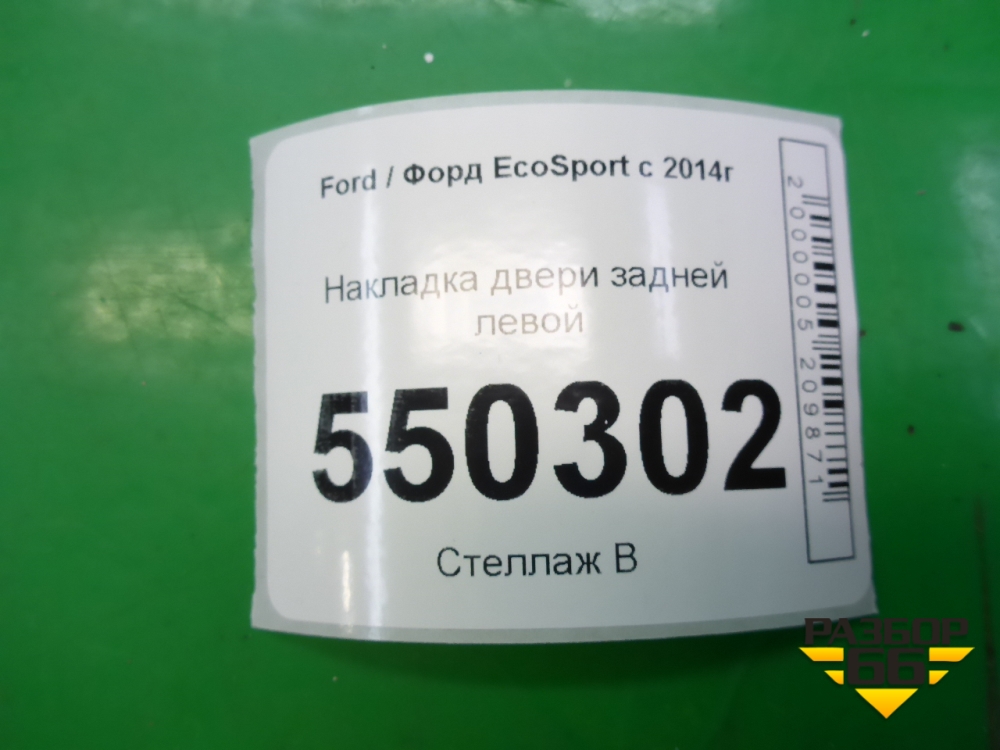 Ford / Форд EcoSport с 2014г
Накладка двери задней
левой
550302
Стеллаж В
2000005209871
РАЗБОР
66